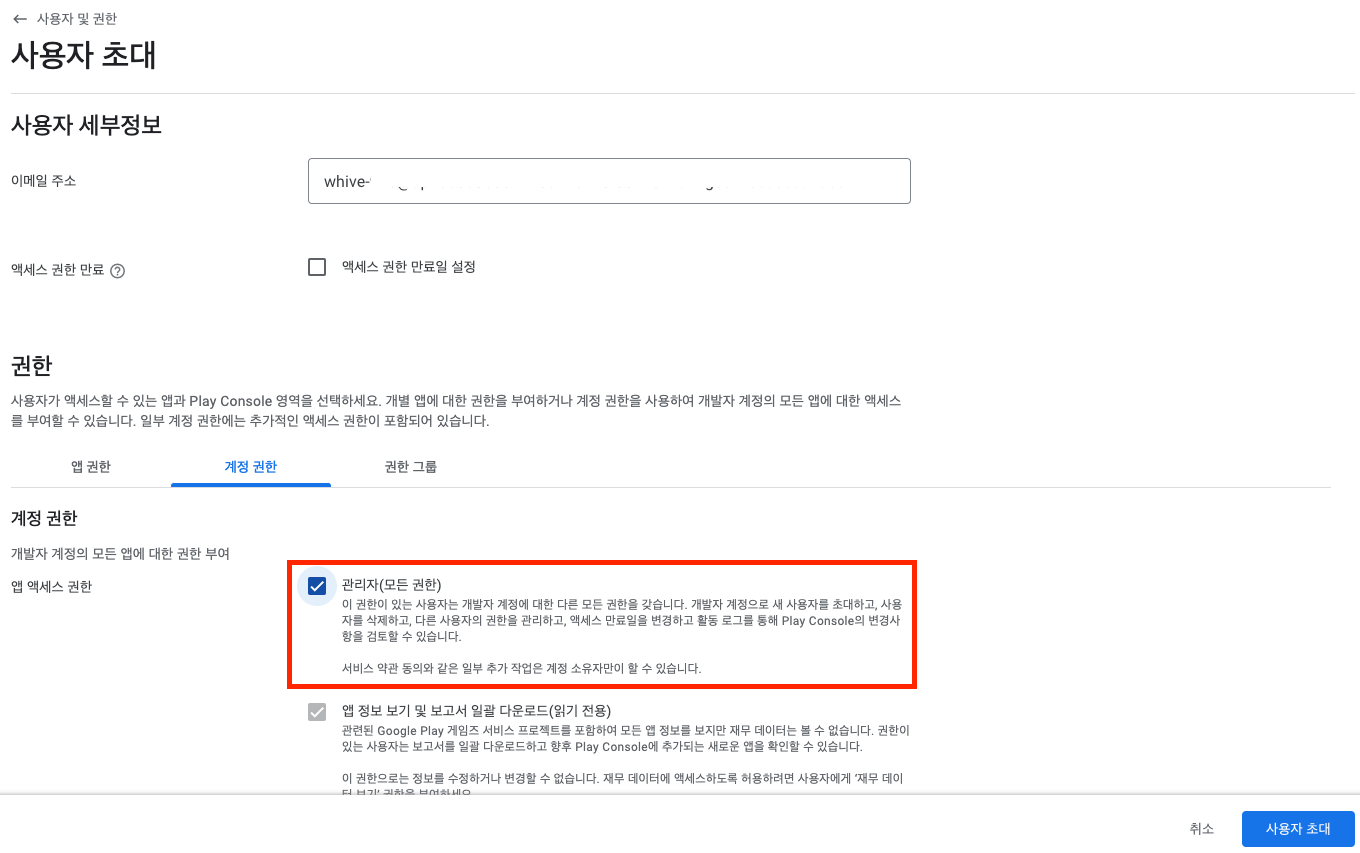 사용자 및 권한
사용자 초대
사용자 세부정보
이메일 주소
whive-
액세스 권한 만료
액세스 권한 만료일 설정
권한
사용자가 액세스할 수 있는 앱과 Play Console 영역을 선택하세요. 개별 앱에 대한 권한을 부여하거나 계정 권한을 사용하여 개발자 계정의 모든 앱에 대한 액세스
를 부여할 수 있습니다. 일부 계정 권한에는 추가적인 액세스 권한이 포함되어 있습니다.
앱 권한 계정 권한 권한 그룹
계정 권한
개발자 계정의 모든 앱에 대한 권한 부여
앱 액세스 권한
관리자(모든 권한)
이 권한이 있는 사용자는 개발자 계정에 대한 다른 모든 권한을 갖습니다. 개발자 계정으로 새 사용자를 초대하고, 사용
자를 삭제하고, 다른 사용자의 권한을 관리하고, 액세스 만료일을 변경하고 활동 로그를 통해 Play Console의 변경사
항을 검토할 수 있습니다.
서비스 약관 동의와 같은 일부 추가 작업은 계정 소유자만이 할 수 있습니다.
앱 정보 보기 및 보고서 일괄 다운로드(읽기 전용)
관련된 Google Play 게임즈 서비스 프로젝트를 포함하여 모든 앱 정보를 보지만 재무 데이터는 볼 수 없습니다. 권한이
있는 사용자는 보고서를 일괄 다운로드하고 향후 Play Console에 추가되는 새로운 앱을 확인할 수 있습니다.
이 권한으로는 정보를 수정하거나 변경할 수 없습니다. 재무 데이터에 액세스하도록 허용하려면 사용자에게 '재무 데이
터 보기' 권한을 부여하세요
취소
사용자 초대